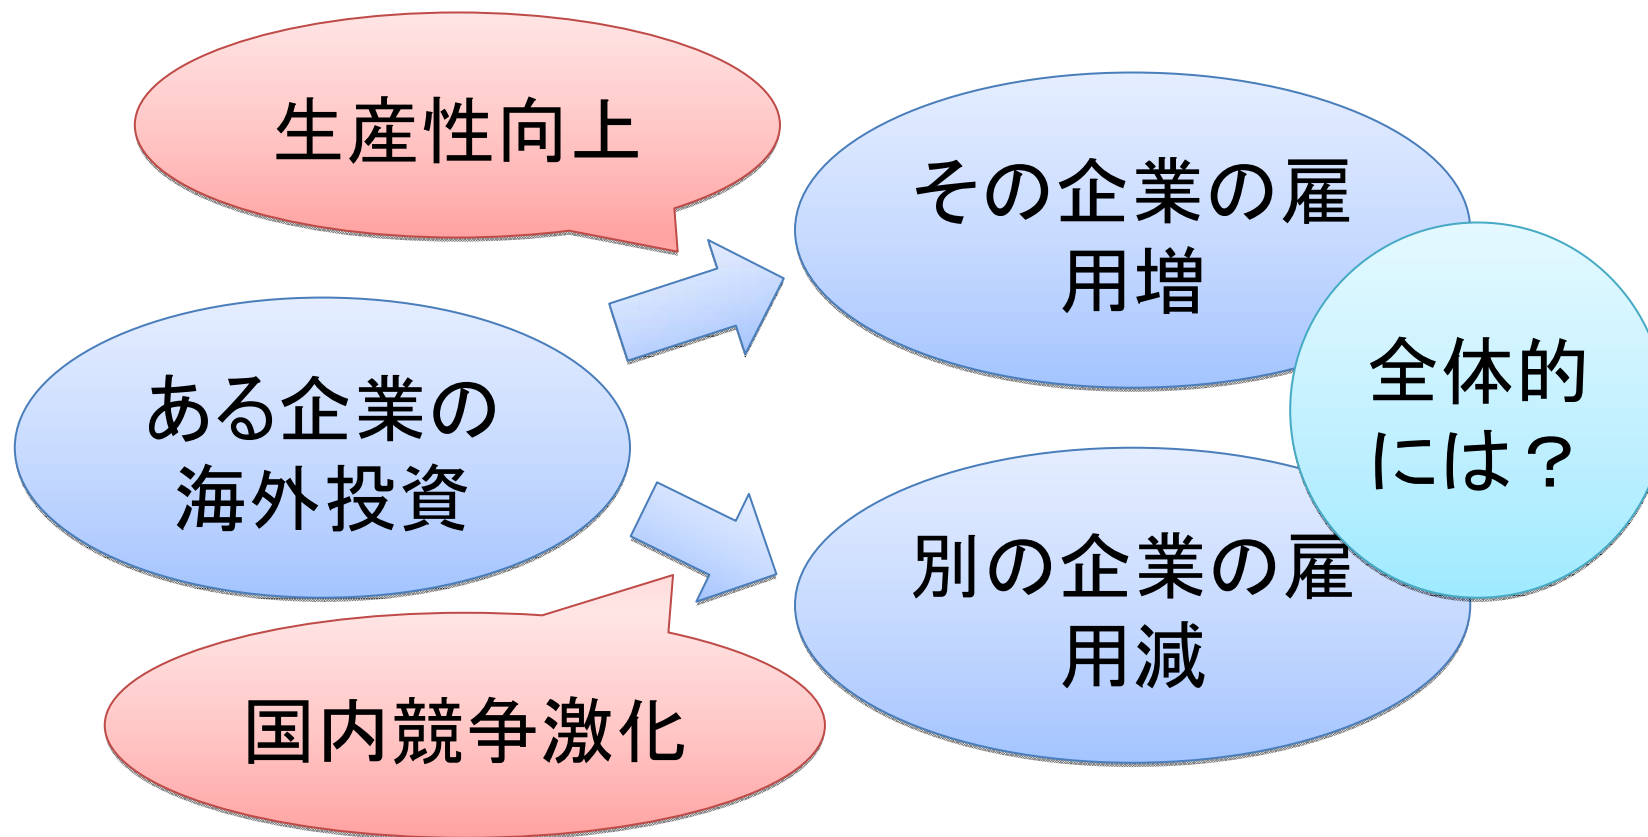 生産性向上
その企業の雇
用増
全体的
には？
ある企業の
海外投資
別の企業の雇
用減
国内競争激化